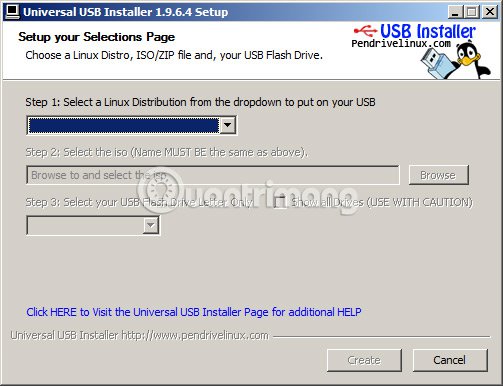 Universal USB Installer 1.9.6.4 Setup
Setup your Selections Page
Choose a Linux Distro, ISO/ZIP file and, your USB Flash Drive.
USB Installer
Pendrivelinux.com
Step 1: Select a Linux Distribution from the dropdown to put on your USB
Step 2: Select the iso (Name MUST BE the same as above).
Browse to and select the iso
Browse
Quantrimang
Step 3: Select your USB Flash Drive Letter Only.
Show all Drives (USE WITH CAUTION)
Click HERE to Visit the Universal USB Installer Page for additional HELP
Universal USB Installer http://www.pendrivelinux.com
Create
Cancel